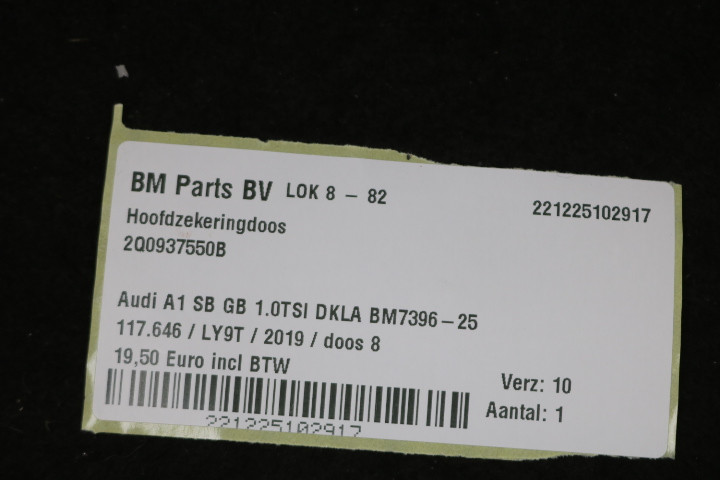 BM Parts BV LOK 8 – 82
221225102917
Hoofdzekeringdoos
2Q0937550B
Audi A1 SB GB 1.0TSI DKLA BM7396–25
117.646 / LY9T / 2019 / doos 8
19,50 Euro incl BTW
Verz: 10
Aantal: 1
221225102917